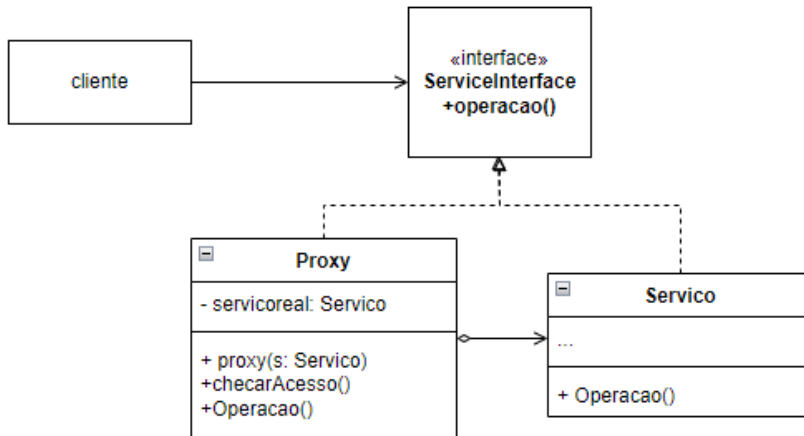 cliente
«interface»
ServiceInterface
+operacao()
Proxy
- servicoreal: Servico
+ proxy(s: Servico)
+checarAcesso()
+Operacao()
Servico
...
+ Operacao()